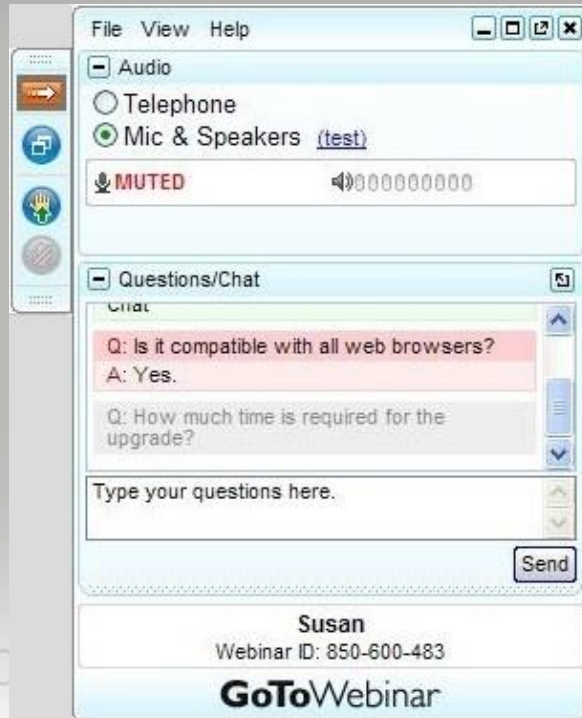 File View Help
Audio
Telephone
Mic & Speakers (test)
MUTED
Questions/Chat
Chat
Q: Is it compatible with all web browsers?
A: Yes.
Q: How much time is required for the
upgrade?
Type your questions here.
Send
Susan
Webinar ID: 850-600-483
GoToWebinar